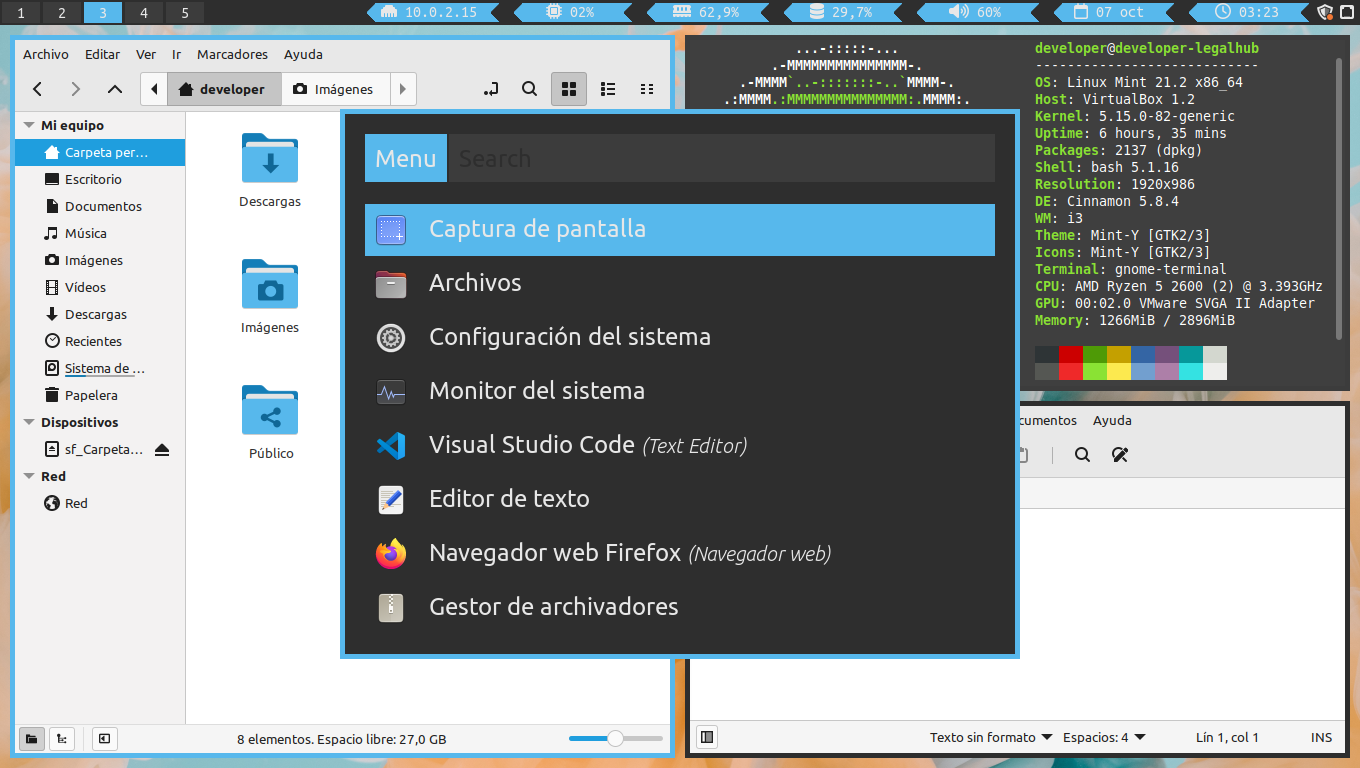 1 2 3 4 5 10.0.2.15 02% 62,9% 29,7% 60% 07 oct 03:23
Archivo Editar Ver Ir Marcadores Ayuda
developer Imágenes
Mi equipo
Carpeta per...
Escritorio
Documentos
Música
Imágenes
Vídeos
Descargas
Recientes
Sistema de ...
Papelera
Dispositivos
sf_Carpeta...
Red
Red
Descargas
Imágenes
Público
8 elementos. Espacio libre: 27,0 GB
Menu Search
Captura de pantalla
Archivos
Configuración del sistema
Monitor del sistema
Visual Studio Code (Text Editor)
Editor de texto
Navegador web Firefox (Navegador web)
Gestor de archivadores
...-:::::-...
.-MMMMMMMMMMMMMMM-.
.-MMMM`..-:::::::-..`MMMM-.
.:MMMM.:MMMMMMMMMMMMMMM:.MMMM:.
developer@developer-legalhub
----------------------------
OS: Linux Mint 21.2 x86_64
Host: VirtualBox 1.2
Kernel: 5.15.0-82-generic
Uptime: 6 hours, 35 mins
Packages: 2137 (dpkg)
Shell: bash 5.1.16
Resolution: 1920x986
DE: Cinnamon 5.8.4
WM: i3
Theme: Mint-Y [GTK2/3]
Icons: Mint-Y [GTK2/3]
Terminal: gnome-terminal
CPU: AMD Ryzen 5 2600 (2) @ 3.393GHz
GPU: 00:02.0 VMware SVGA II Adapter
Memory: 1266MiB / 2896MiB
cumentos Ayuda
Texto sin formato Espacios: 4 Lín 1, col 1 INS